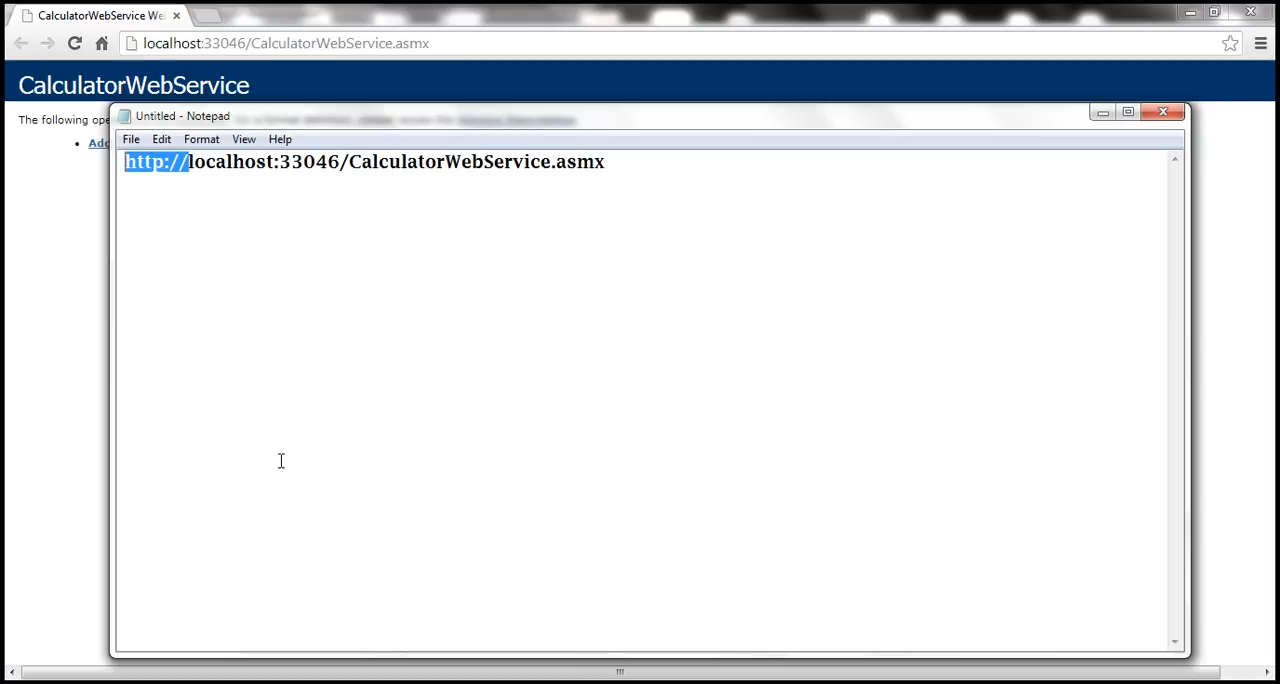 CalculatorWebService We
localhost:33046/CalculatorWebService.asmx
CalculatorWebService
The following ope
Add
Untitled - Notepad
File Edit Format View Help
http://localhost:33046/CalculatorWebService.asmx